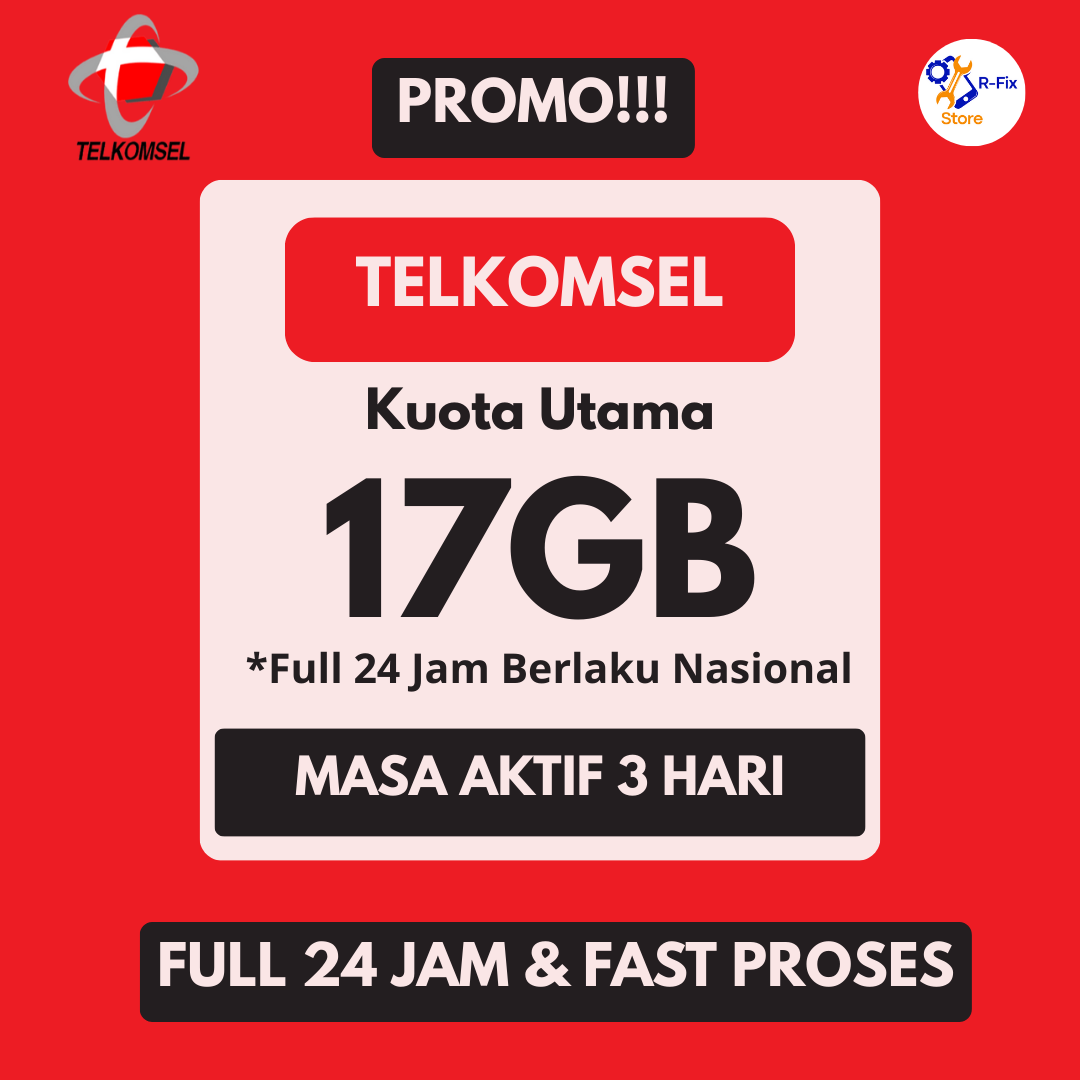 TELKOMSEL
PROMO!!!
R-Fix
Store
TELKOMSEL
Kuota Utama
17GB
*Full 24 Jam Berlaku Nasional
MASA AKTIF 3 HARI
FULL 24 JAM & FAST PROSES